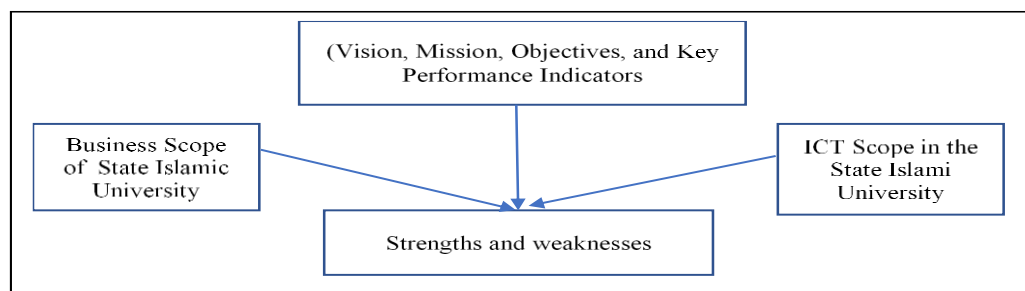 (Vision, Mission, Objectives, and Key
Performance Indicators
Business Scope
of State Islamic
University
ICT Scope in the
State Islami
University
Strengths and weaknesses